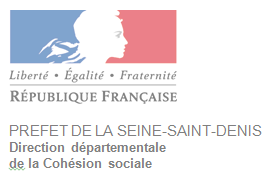 Liberté • Égalité • Fraternité
RÉPUBLIQUE FRANÇAISE
PREFET DE LA SEINE-SAINT-DENIS
Direction départementale
de la Cohésion sociale